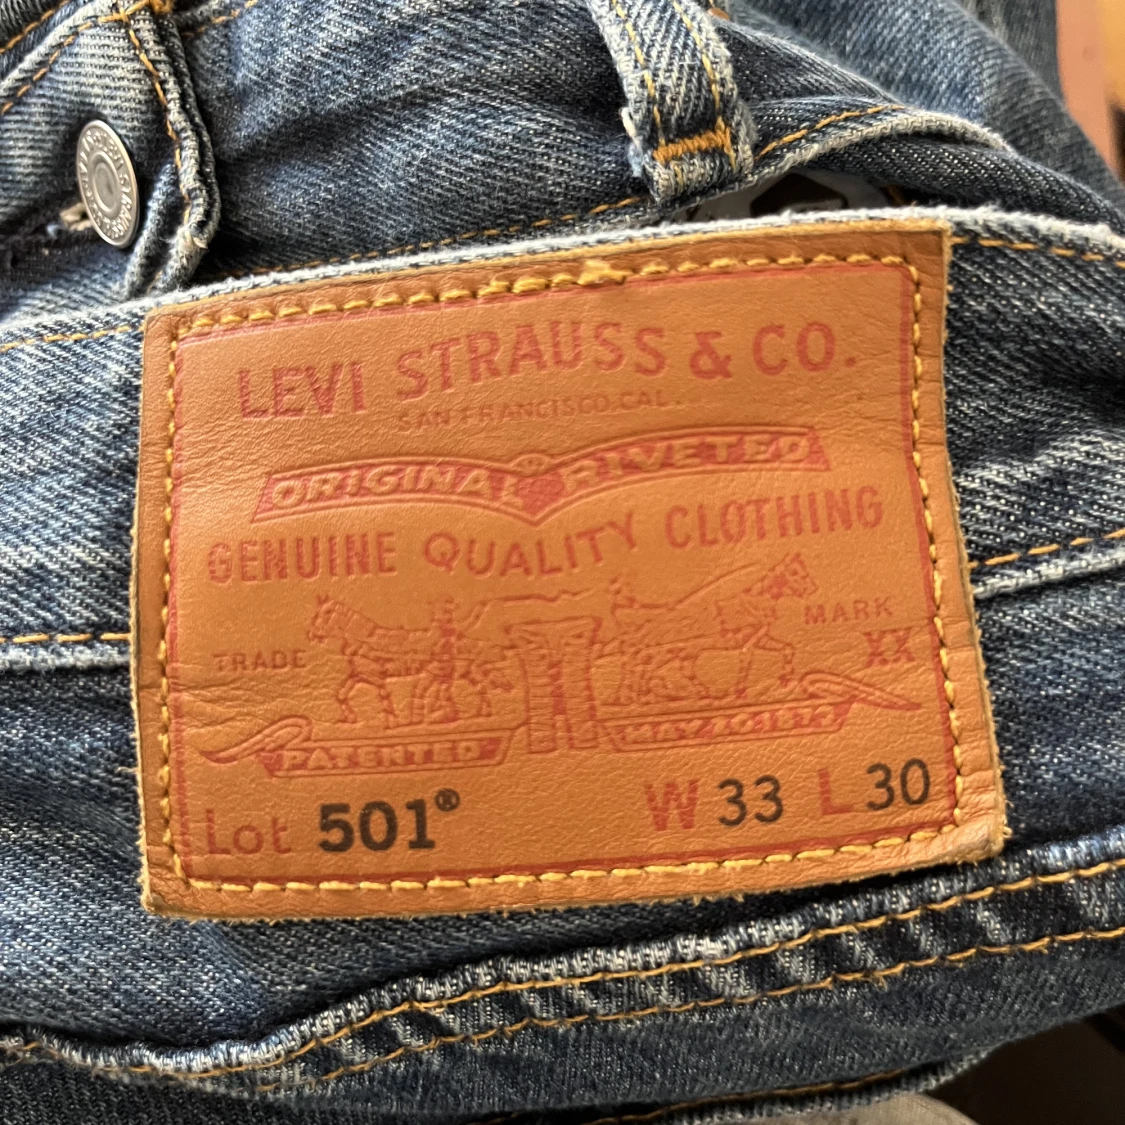 LEVI STRAUSS & CO.
SAN FRANCISCO, CAL.
ORIGINAL RIVETED
GENUINE QUALITY CLOTHING
TRADE MARK
XX
PATENTED MAY 20 1873
Lot 501® W 33 L 30